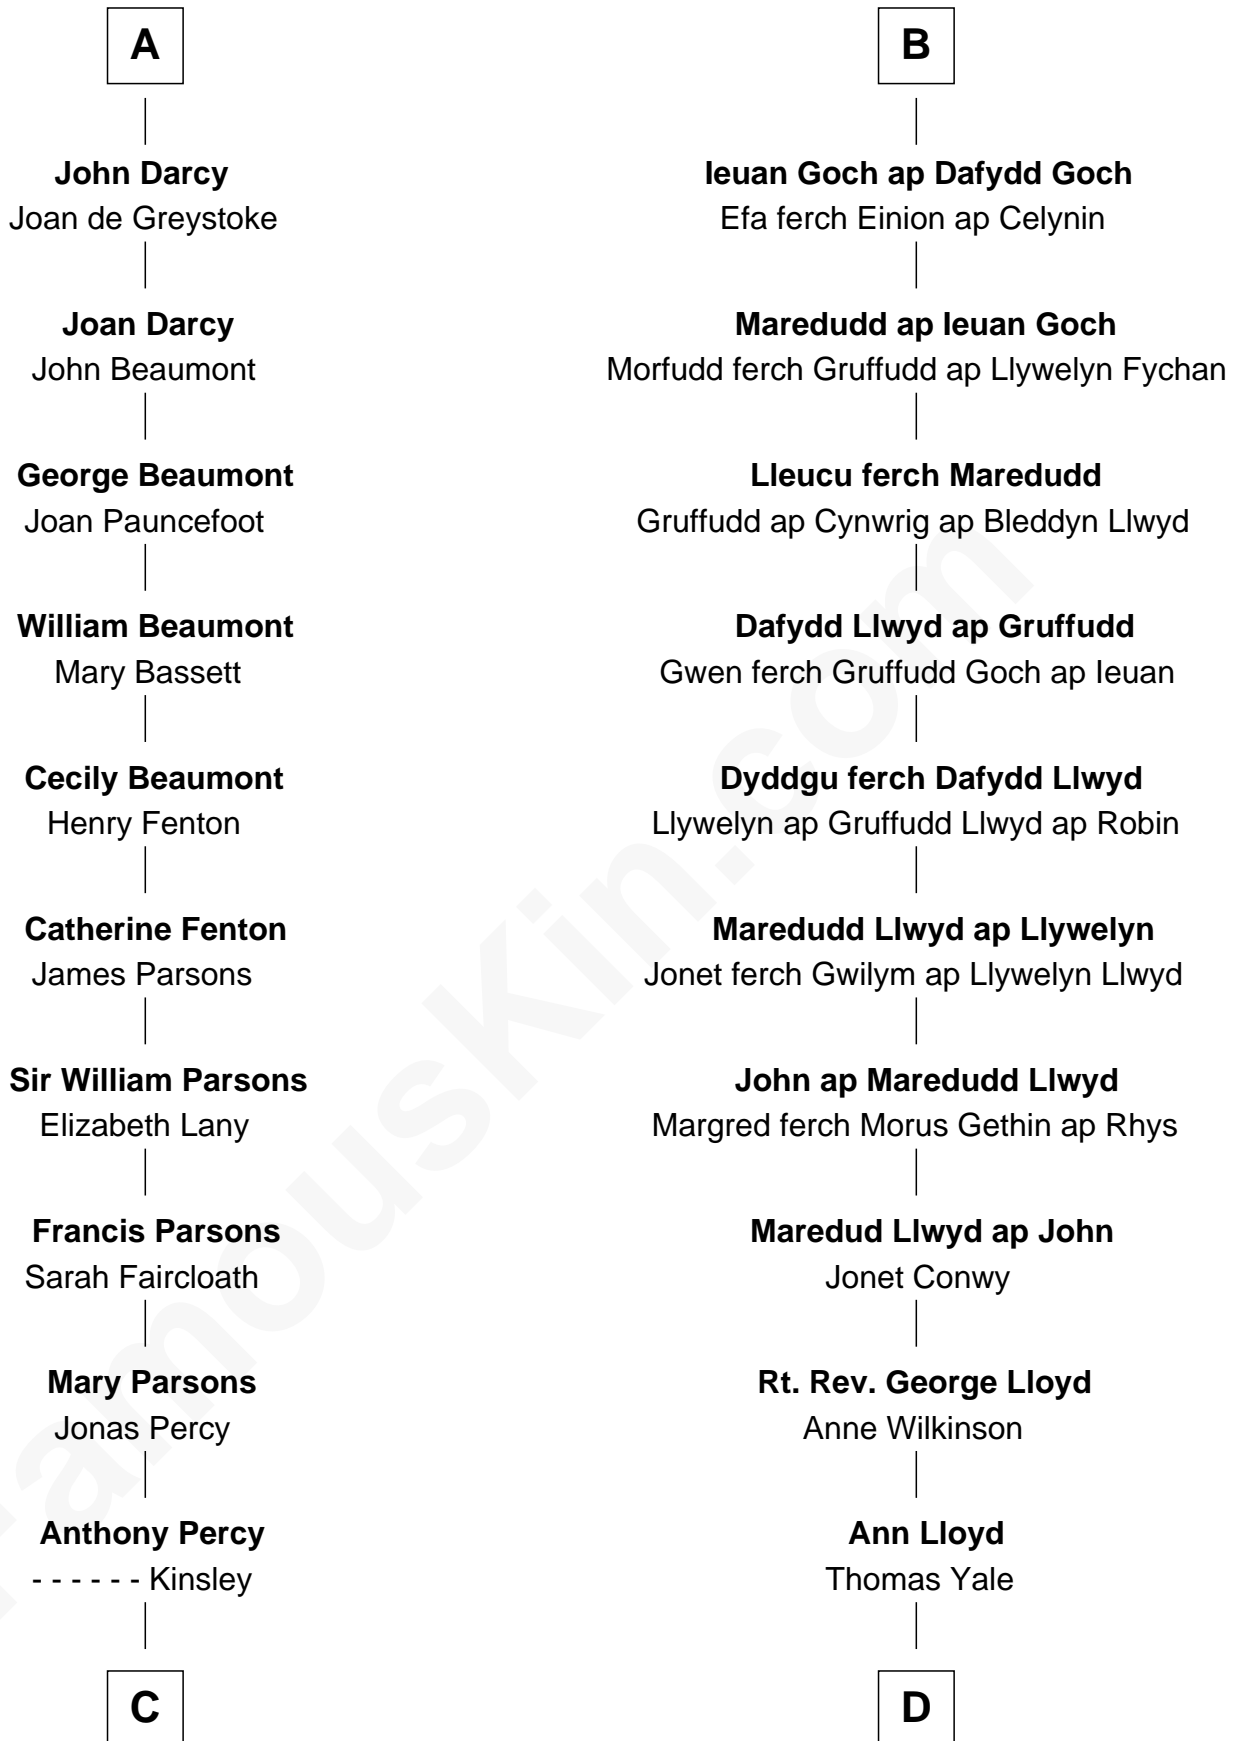 A
John Darcy
Joan de Greystoke
Joan Darcy
John Beaumont
George Beaumont
Joan Pauncefoot
William Beaumont
Mary Bassett
Cecily Beaumont
Henry Fenton
Catherine Fenton
James Parsons
Sir William Parsons
Elizabeth Lany
Francis Parsons
Sarah Faircloath
Mary Parsons
Jonas Percy
Anthony Percy
- - - - - - Kinsley
C
B
Ieuan Goch ap Dafydd Goch
Efa ferch Einion ap Celynin
Maredudd ap Ieuan Goch
Morfudd ferch Gruffudd ap Llywelyn Fychan
Lleucu ferch Maredudd
Gruffudd ap Cynwrig ap Bleddyn Llwyd
Dafydd Llwyd ap Gruffudd
Gwen ferch Gruffudd Goch ap Ieuan
Dyddgu ferch Dafydd Llwyd
Llywelyn ap Gruffudd Llwyd ap Robin
Maredudd Llwyd ap Llywelyn
Jonet ferch Gwilym ap Llywelyn Llwyd
John ap Maredudd Llwyd
Margred ferch Morus Gethin ap Rhys
Maredud Llwyd ap John
Jonet Conwy
Rt. Rev. George Lloyd
Anne Wilkinson
Ann Lloyd
Thomas Yale
D
FamousKin.com